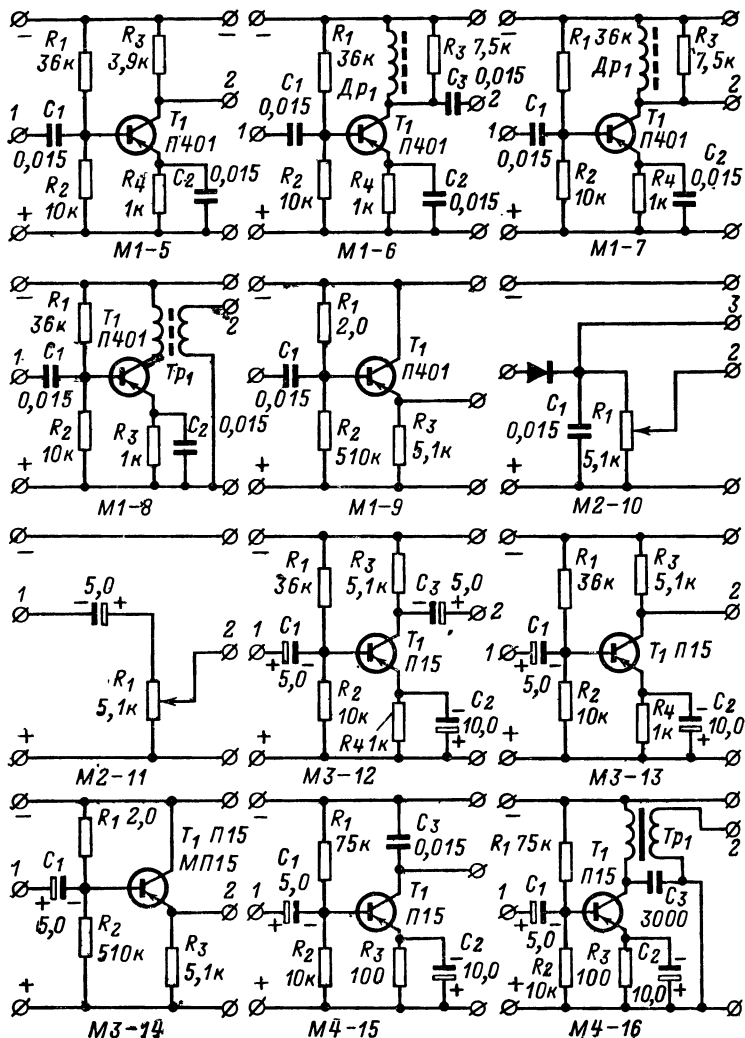 R1 36к
R3 3,9к
2
1
C1 0,015
T1 П401
R2 10к
R4 1к
C2 0,015
М1-5
R1 36к
Др1
R3 7,5к
C3 0,015
2
1
C1 0,015
T1 П401
R2 10к
R4 1к
C2 0,015
М1-6
R1 36к
Др1
R3 7,5к
2
1
C1 0,015
T1 П401
R2 10к
R4 1к
C2 0,015
М1-7
R1 36к
T1 П401
2
1
C1 0,015
Тр1
R2 10к
R3 1к
C2 0,015
М1-8
R1 2,0
T1 П401
C1 0,015
R2 510к
R3 5,1к
М1-9
3
2
C1 0,015
R1 5,1к
М2-10
1
5,0
2
R1 5,1к
М2-11
R1 36к
R3 5,1к
C3 5,0
2
1
C1 5,0
T1 П15
R2 10к
R4 1к
C2 10,0
М3-12
R1 36к
R3 5,1к
2
1
C1 5,0
T1 П15
R2 10к
R4 1к
C2 10,0
М3-13
R1 2,0
T1 П15
МП15
1
C1 5,0
2
R2 510к
R3 5,1к
М3-14
R1 75к
C3 0,015
1
C1 5,0
T1 П15
R2 10к
R3 100
C2 10,0
М4-15
R1 75к
T1 П15
Тр1
2
1
C1 5,0
C3 3000
R2 10к
R3 100
C2 10,0
М4-16